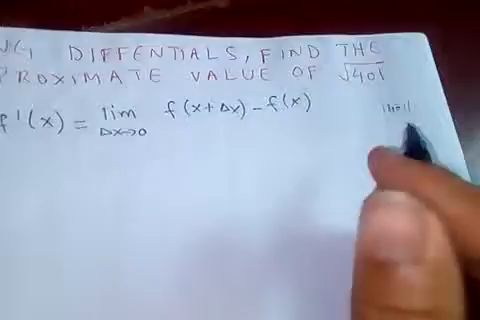 DIFFENTIALS, FIND THE
ROXIMATE VALUE OF √401
f'(x) = lim f(x+Δx)-f(x)
Δx→0